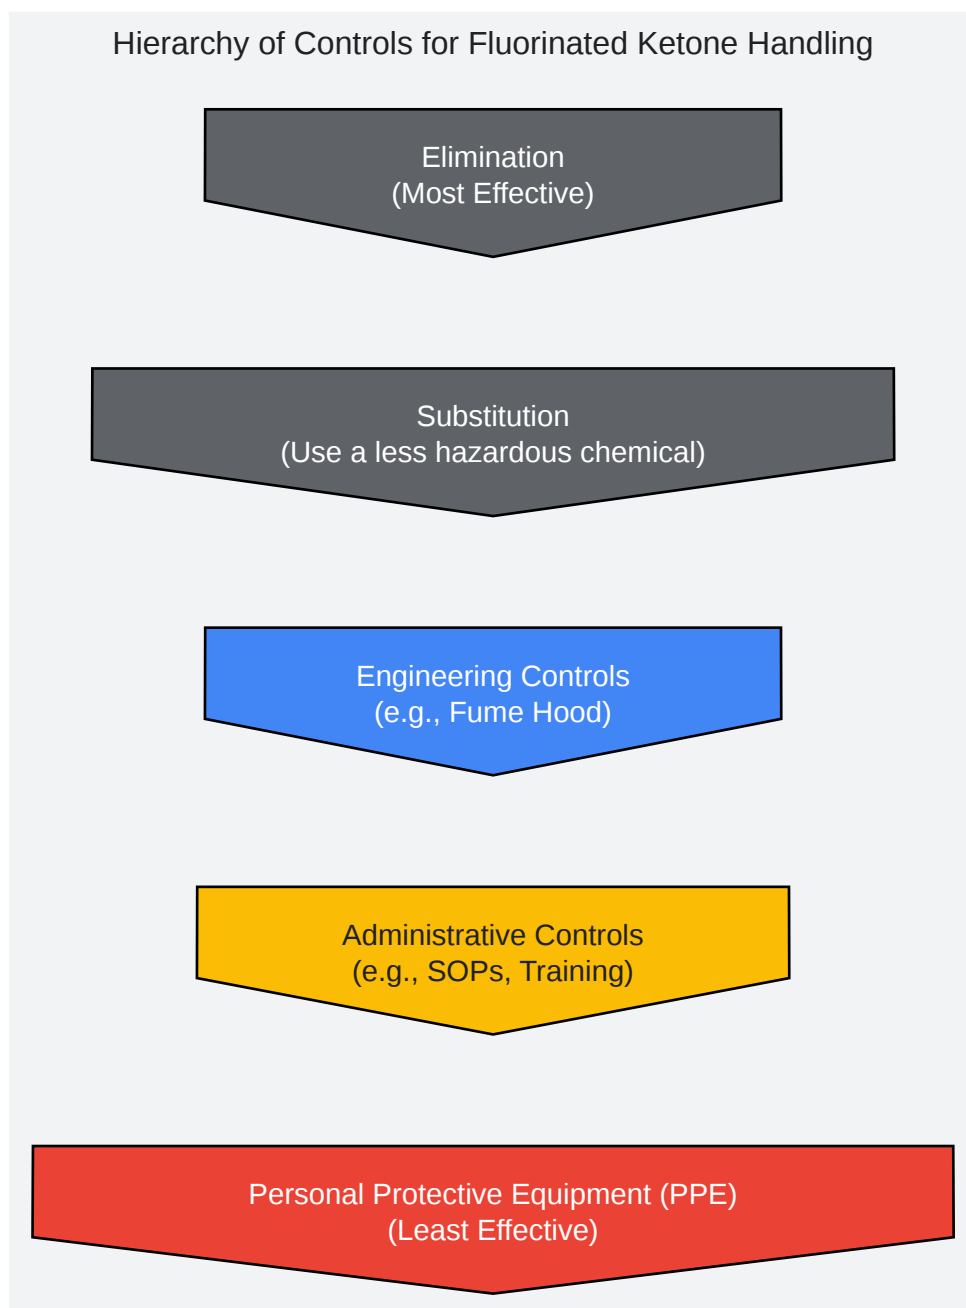 Hierarchy of Controls for Fluorinated Ketone Handling
Elimination
(Most Effective)
Substitution
(Use a less hazardous chemical)
Engineering Controls
(e.g., Fume Hood)
Administrative Controls
(e.g., SOPs, Training)
Personal Protective Equipment (PPE)
(Least Effective)